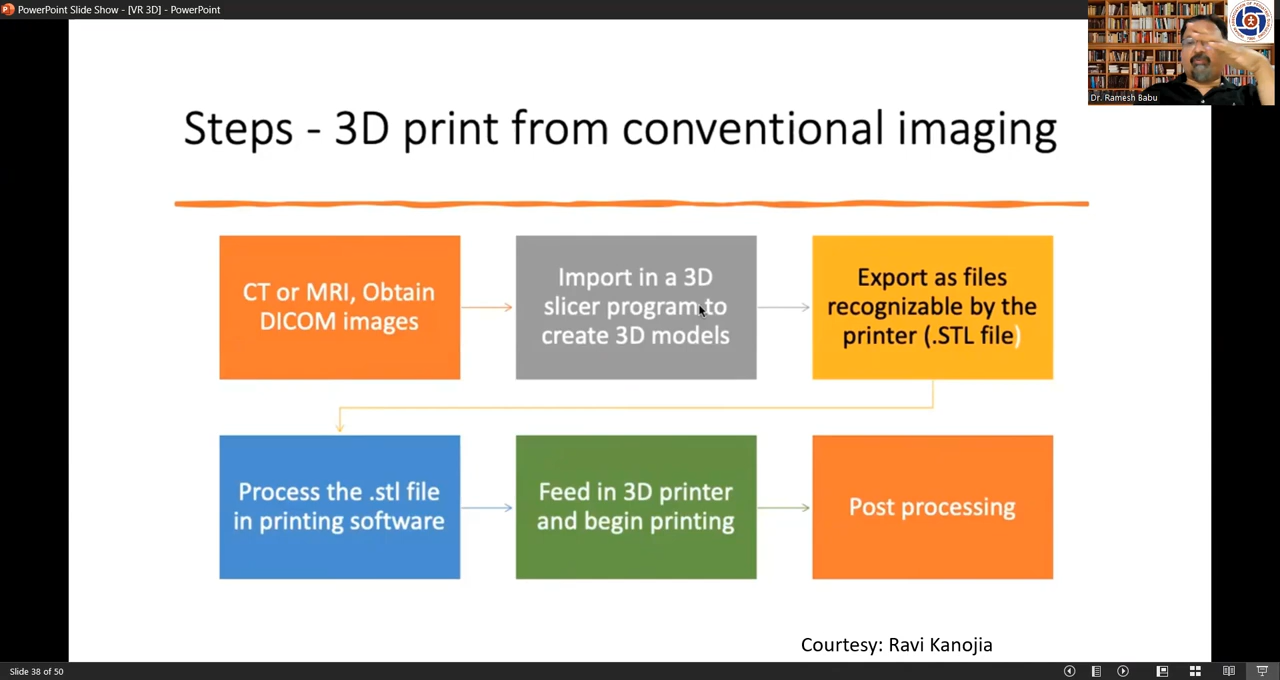 PowerPoint Slide Show - [VR 3D] - PowerPoint
Dr. Ramesh Babu
Steps - 3D print from conventional imaging
CT or MRI, Obtain
DICOM images
Import in a 3D
slicer program to
create 3D models
Export as files
recognizable by the
printer (.STL file)
Process the .stl file
in printing software
Feed in 3D printer
and begin printing
Post processing
Courtesy: Ravi Kanojia
Slide 38 of 50